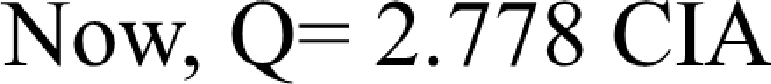 Now, Q= 2.778 CIA